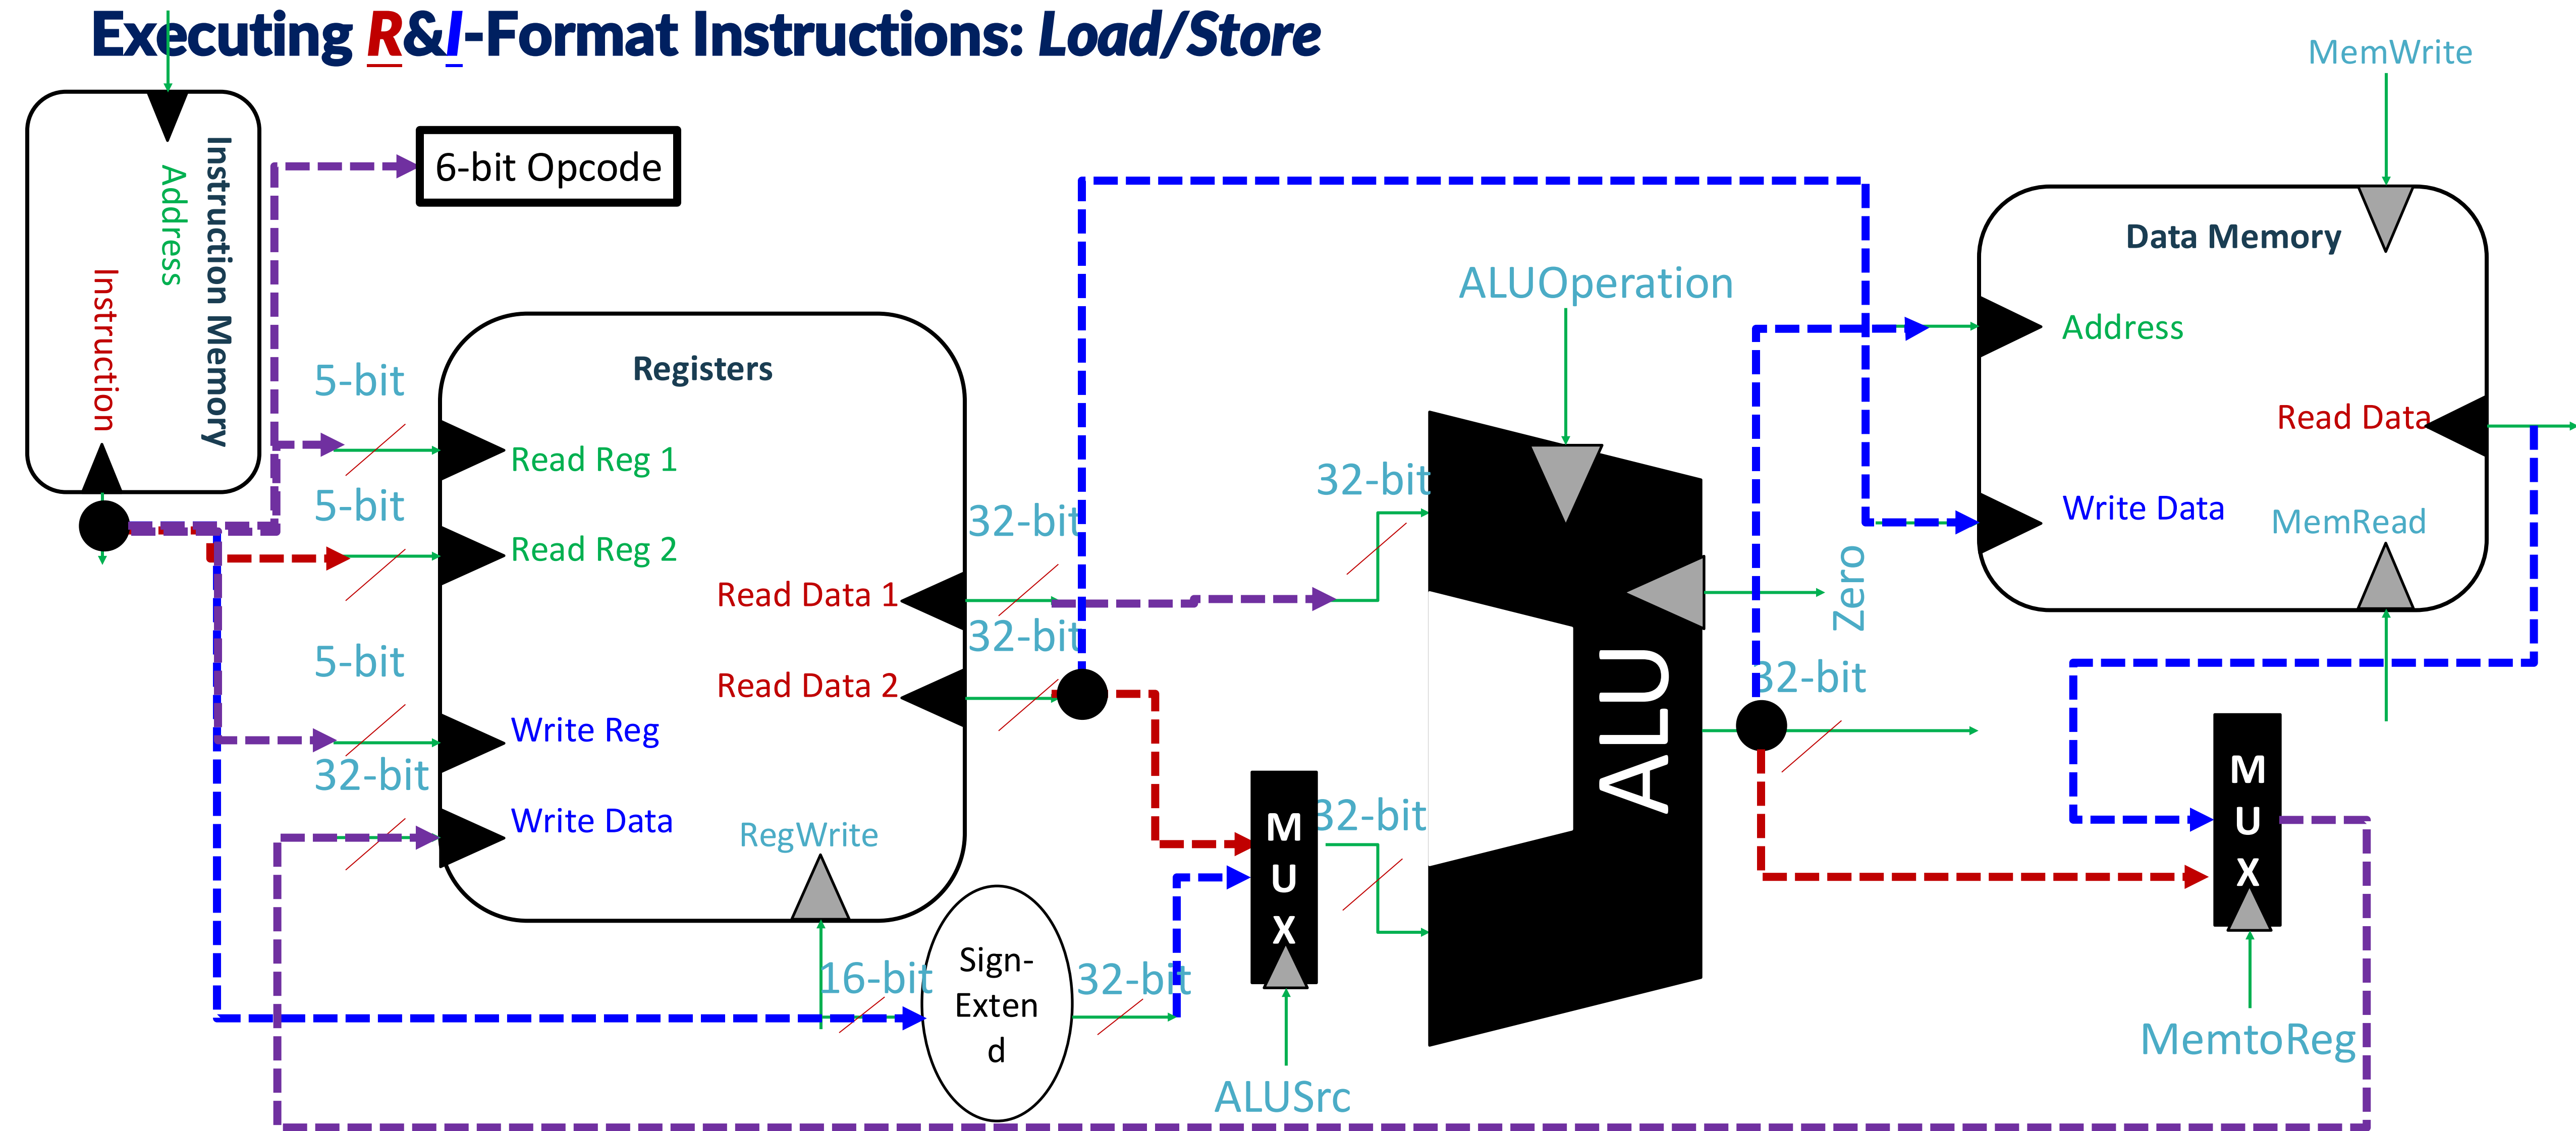 Executing R&I-Format Instructions: Load/Store
MemWrite
Instruction Memory
Address
Instruction
6-bit Opcode
Data Memory
Address
Read Data
Write Data
MemRead
ALUOperation
Registers
5-bit
Read Reg 1
5-bit
Read Reg 2
5-bit
Write Reg
32-bit
Write Data
Read Data 1
Read Data 2
RegWrite
32-bit
32-bit
32-bit
32-bit
ALU
Zero
32-bit
M
U
X
M
U
X
16-bit
Sign-
Exten
d
32-bit
ALUSrc
MemtoReg